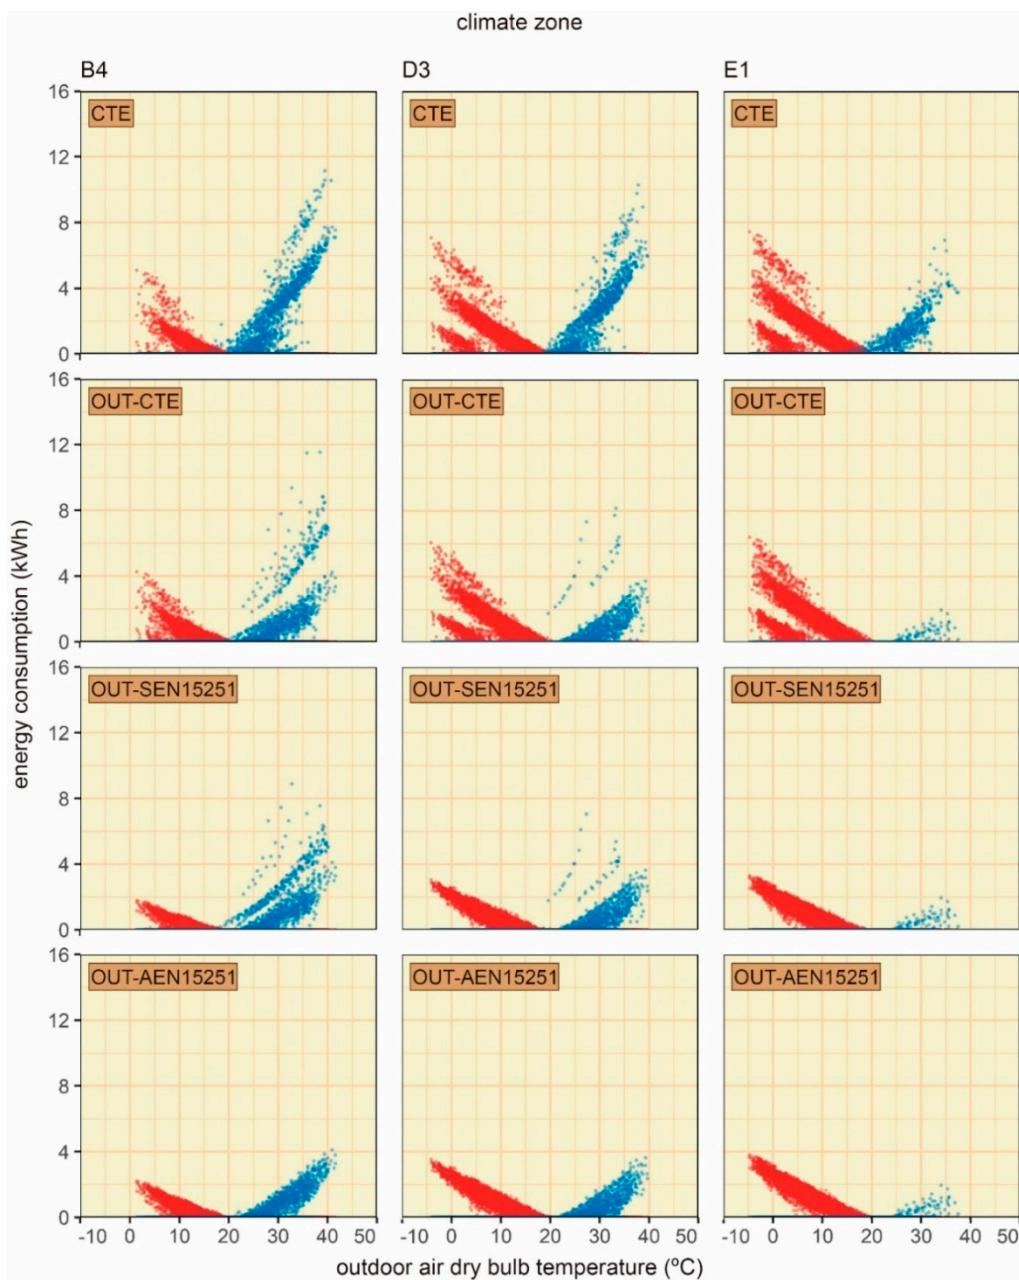 climate zone
B4 D3 E1
16
CTE CTE CTE
12
8
4
0
16
OUT-CTE OUT-CTE OUT-CTE
12
8
4
0
energy consumption (kWh)
16
OUT-SEN15251 OUT-SEN15251 OUT-SEN15251
12
8
4
0
16
OUT-AEN15251 OUT-AEN15251 OUT-AEN15251
12
8
4
0
-10 0 10 20 30 40 50 -10 0 10 20 30 40 50 -10 0 10 20 30 40 50
outdoor air dry bulb temperature (ºC)